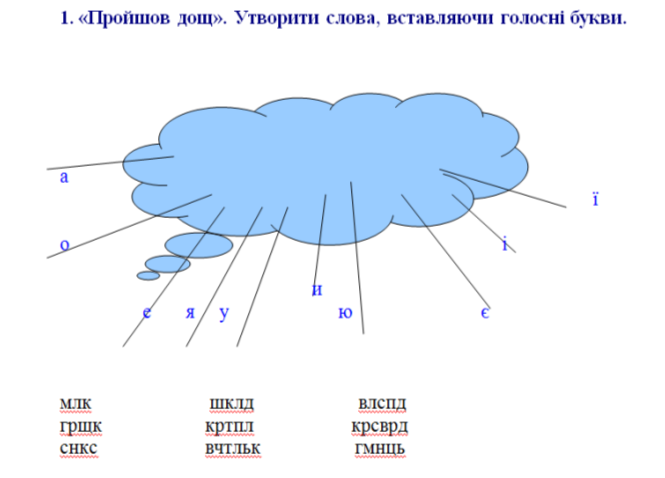 1. «Пройшов дощ». Утворити слова, вставляючи голосні букви.
а
ї
о
і
и
е я у ю є
млк шклд влспд
грщк кртпл крсврд
снкс вчтльк гмнць